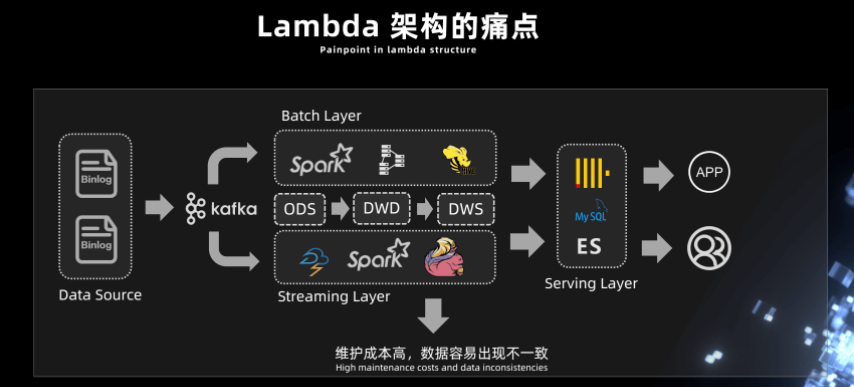 Lambda 架构的痛点
Painpoint in lambda structure
Batch Layer
Binlog
Binlog
Data Source
kafka
Spark
ODS
DWD
DWS
Spark
Streaming Layer
My SQL
ES
Serving Layer
APP
维护成本高，数据容易出现不一致
High maintenance costs and data inconsistencies